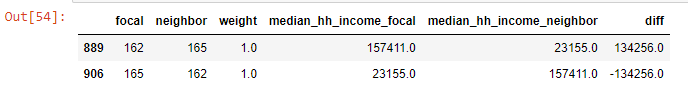 Out[54]:
focal neighbor weight median_hh_income_focal median_hh_income_neighbor diff
889 162 165 1.0 157411.0 23155.0 134256.0
906 165 162 1.0 23155.0 157411.0 -134256.0